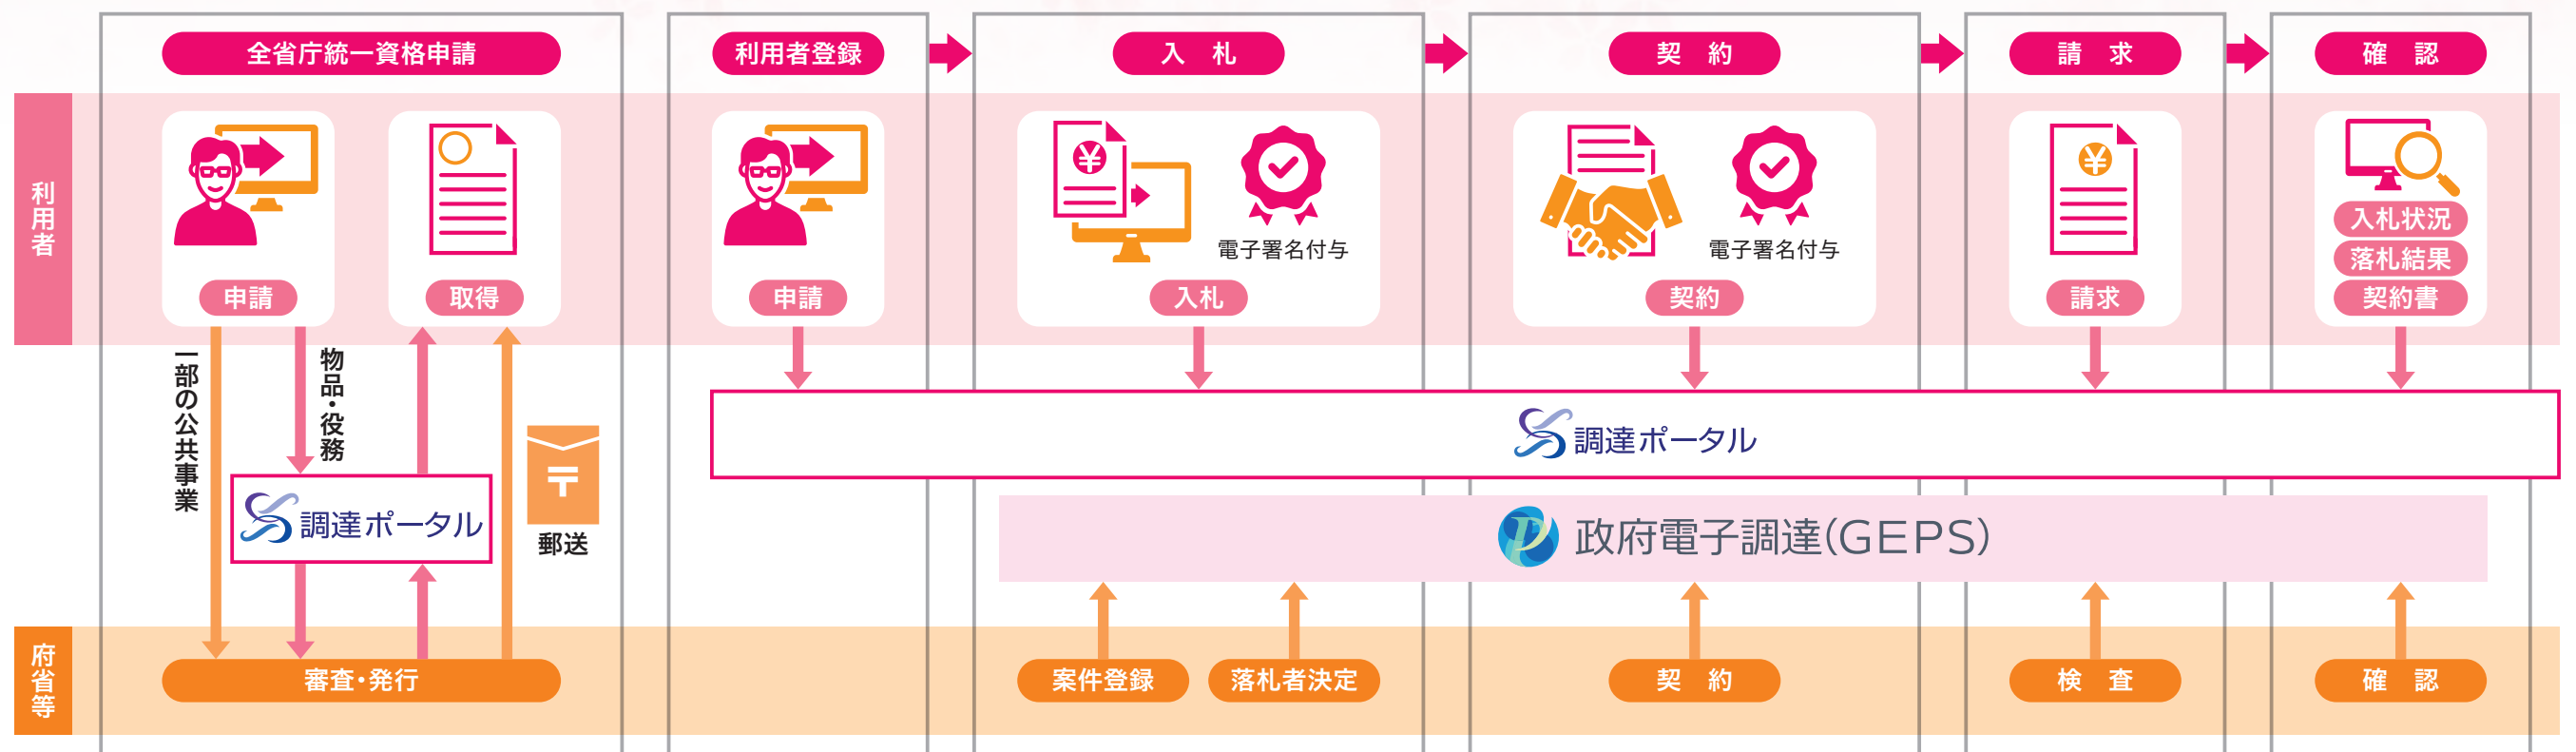 全省庁統一資格申請
利用者登録
入 札
契 約
請 求
確 認
利用者
電子署名付与
電子署名付与
入札状況
落札結果
契約書
申請
取得
申請
入札
契約
請求
一部の公共事業
物品・役務
調達ポータル
〒
郵送
調達ポータル
政府電子調達(GEPS)
府省等
審査・発行
案件登録
落札者決定
契 約
検 査
確 認